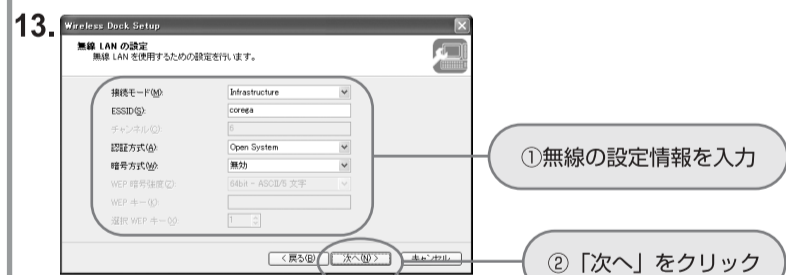 13.
Wireless Dock Setup
無線 LAN の設定
無線 LAN を使用するための設定を行います。
接続モード(M): Infrastructure
ESSID(S): corega
チャンネル(C): 6
認証方式(A): Open System
暗号方式(W): 無効
WEP 暗号強度(Z): 64bit - ASCII/5 文字
WEP キー(K):
選択 WEP キー(X): 1
①無線の設定情報を入力
< 戻る(B) 次へ(N) > キャンセル
②「次へ」をクリック